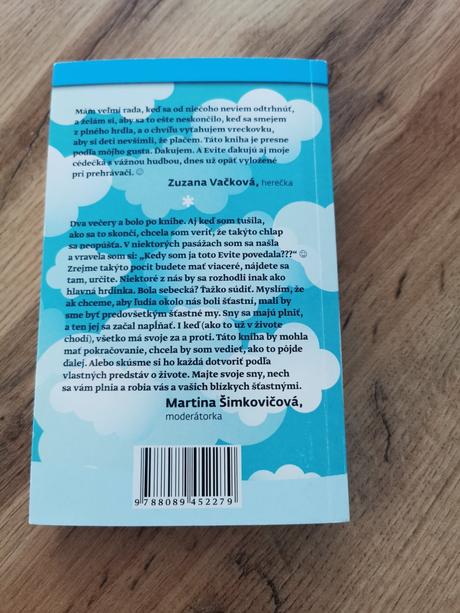 Mám veľmi rada, keď sa od niečoho neviem odtrhnúť,
a želám si, aby sa to ešte neskončilo, keď sa smejem
z plného hrdla, a o chvíľu vyťahujem vreckovku,
aby si deti nevšimli, že plačem. Táto kniha je presne
podľa môjho gusta. Ďakujem. A Evite ďakujú aj moje
cédečká s vážnou hudbou, dnes už opäť vyložené
pri prehrávači. ☺
Zuzana Vačková, herečka
*
Dva večery a bolo po knihe. Aj keď som tušila,
ako sa to skončí, chcela som veriť, že takýto chlap
sa neopúšťa. V niektorých pasážach som sa našla
a vravela som si: „Kedy som ja toto Evite povedala???“ ☺
Zrejme takýto pocit budete mať viaceré, nájdete sa
tam, určite. Niektoré z nás by sa rozhodli inak ako
hlavná hrdinka. Bola sebecká? Ťažko súdiť. Myslím, že
ak chceme, aby ľudia okolo nás boli šťastní, mali by
sme byť predovšetkým šťastné my. Sny sa majú plniť,
a ten jej sa začal napĺňať. I keď (ako to už v živote
chodí), všetko má svoje za a proti. Táto kniha by mohla
mať pokračovanie, chcela by som vedieť, ako to pôjde
ďalej. Alebo skúsme si ho každá dotvoriť podľa
vlastných predstáv o živote. Majte svoje sny, nech
sa vám plnia a robia vás a vašich blízkych šťastnými.
Martina Šimkovičová,
moderátorka
9 788089 452279